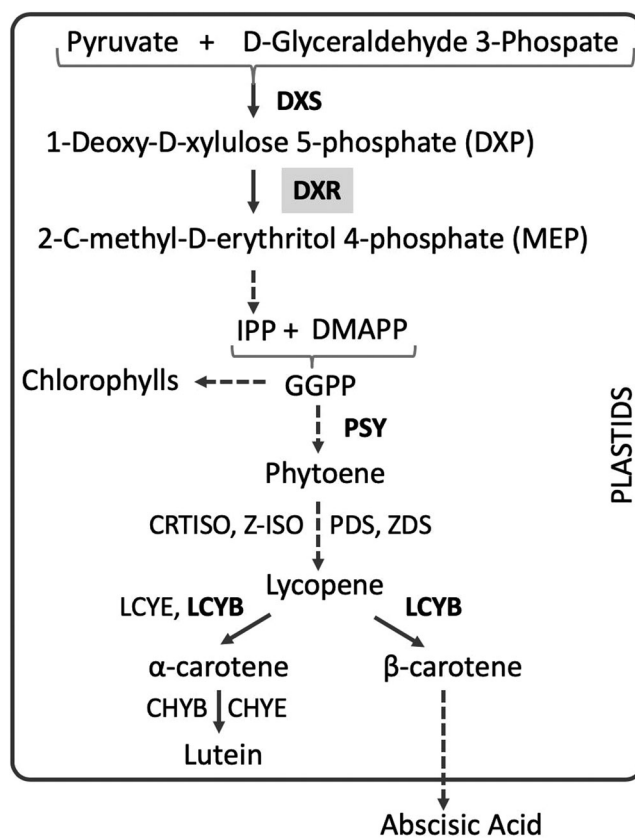 Pyruvate + D-Glyceraldehyde 3-Phospate
DXS
1-Deoxy-D-xylulose 5-phosphate (DXP)
DXR
2-C-methyl-D-erythritol 4-phosphate (MEP)
IPP + DMAPP
Chlorophylls
GGPP
PSY
Phytoene
CRTISO, Z-ISO
PDS, ZDS
Lycopene
LCYE, LCYB
LCYB
α-carotene
β-carotene
CHYB
CHYE
Lutein
Abscisic Acid
PLASTIDS